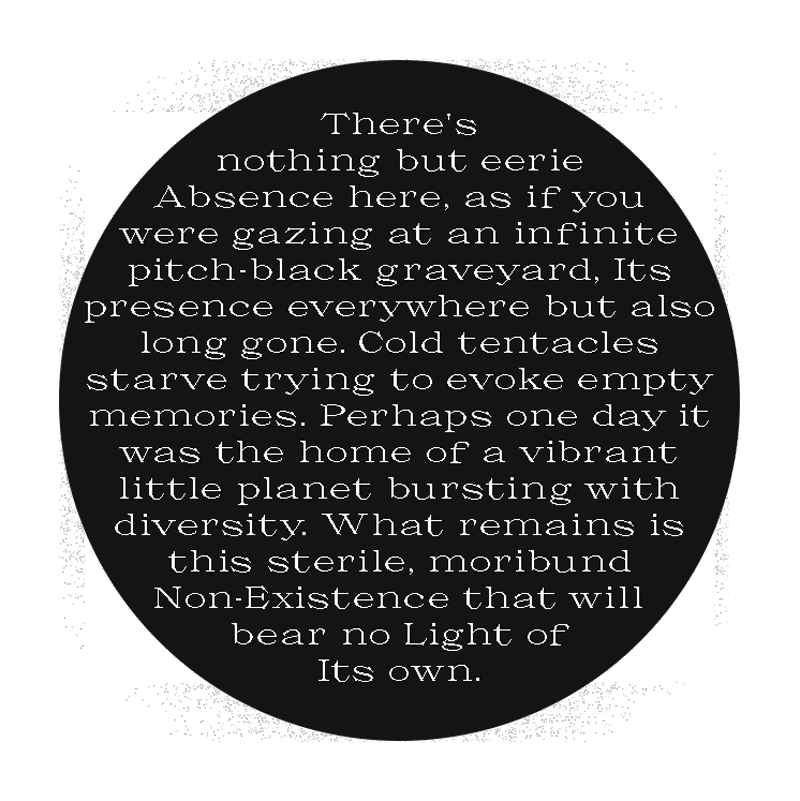 There's
nothing but eerie
Absence here, as if you
were gazing at an infinite
pitch-black graveyard, Its
presence everywhere but also
long gone. Cold tentacles
starve trying to evoke empty
memories. Perhaps one day it
was the home of a vibrant
little planet bursting with
diversity. What remains is
this sterile, moribund
Non-Existence that will
bear no Light of
Its own.